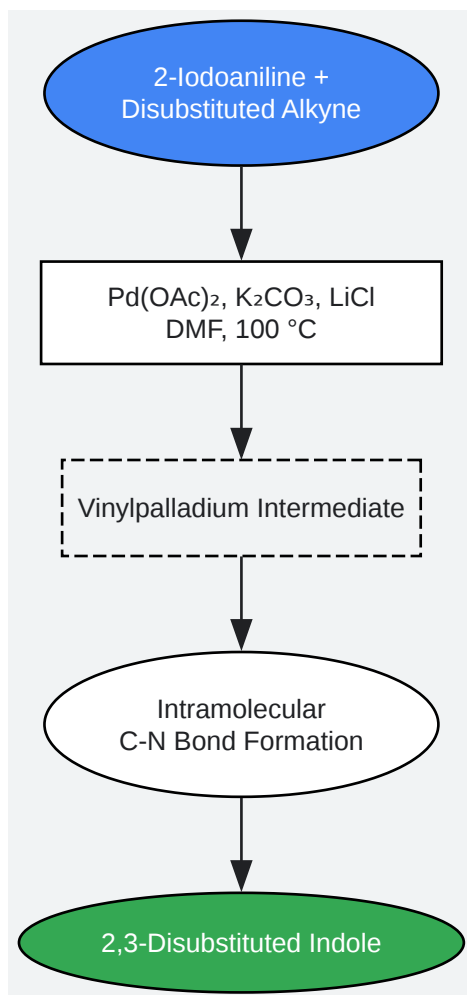 2-Iodoaniline +
Disubstituted Alkyne
Pd(OAc)₂, K₂CO₃, LiCl
DMF, 100 °C
Vinylpalladium Intermediate
Intramolecular
C-N Bond Formation
2,3-Disubstituted Indole